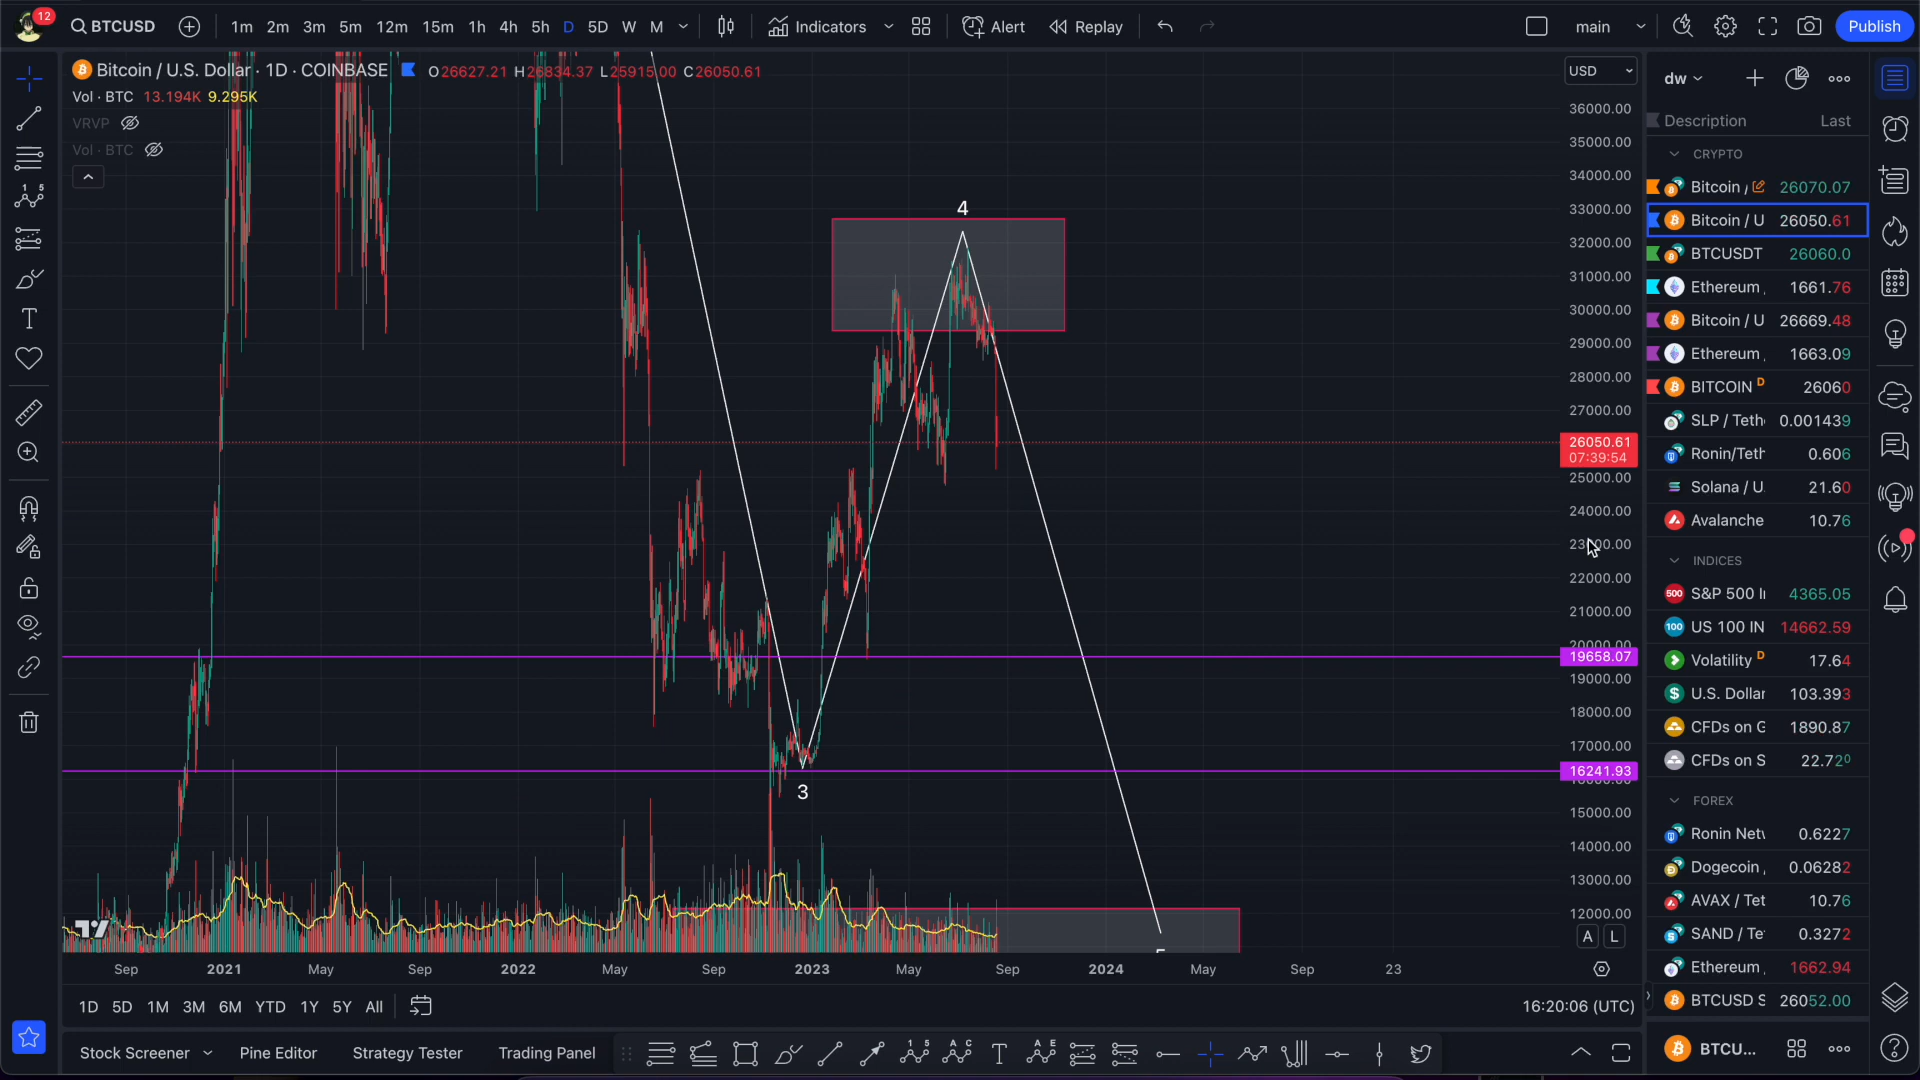 12
BTCUSD
1m 2m 3m 5m 12m 15m 1h 4h 5h D 5D W M
Indicators
Alert
Replay
main
Publish
Bitcoin / U.S. Dollar · 1D · COINBASE O26627.21 H26834.37 L25915.00 C26050.61
Vol · BTC 13.194K 9.295K
VRVP
Vol · BTC
USD
36000.00
35000.00
34000.00
33000.00
32000.00
31000.00
30000.00
29000.00
28000.00
27000.00
26050.61
07:39:54
25000.00
24000.00
23000.00
22000.00
21000.00
20000.00
19658.07
19000.00
18000.00
17000.00
16241.93
16000.00
15000.00
14000.00
13000.00
12000.00
4
3
A L
Sep 2021 May Sep 2022 May Sep 2023 May Sep 2024 May Sep 23
1D 5D 1M 3M 6M YTD 1Y 5Y All
16:20:06 (UTC)
Stock Screener
Pine Editor
Strategy Tester
Trading Panel
dw
Description Last
CRYPTO
Bitcoin / 26070.07
Bitcoin / U 26050.61
BTCUSDT 26060.0
Ethereum 1661.76
Bitcoin / U 26669.48
Ethereum 1663.09
BITCOIN D 26060
SLP / Teth 0.001439
Ronin/Teth 0.606
Solana / U 21.60
Avalanche 10.76
INDICES
500 S&P 500 I 4365.05
100 US 100 IN 14662.59
Volatility D 17.64
U.S. Dollar 103.393
CFDs on G 1890.87
CFDs on S 22.720
FOREX
Ronin Netw 0.6227
Dogecoin 0.06282
AVAX / Tet 10.76
SAND / Te 0.3272
Ethereum 1662.94
BTCUSD S 26052.00
BTCU...